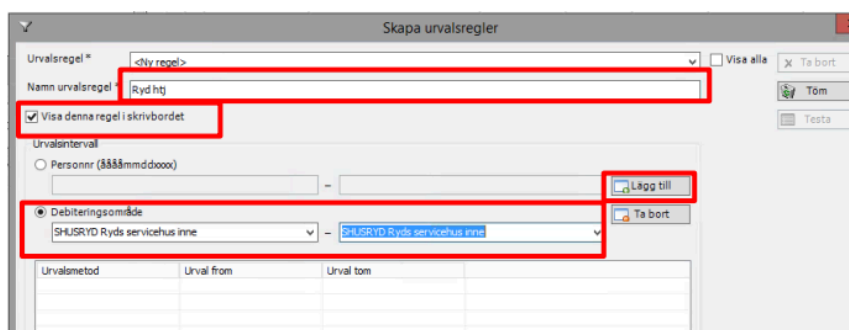 Skapa urvalsregler
Urvalsregel * <Ny regel> Visa alla Ta bort
Namn urvalsregel * Ryd htj Töm
Visa denna regel i skrivbordet Testa
Urvalsintervall
Personnr (ååååmmddxxxx)
– Lägg till
Debiteringsområde Ta bort
SHUSRYD Ryds servicehus inne – SHUSRYD Ryds servicehus inne
Urvalsmetod Urval from Urval tom